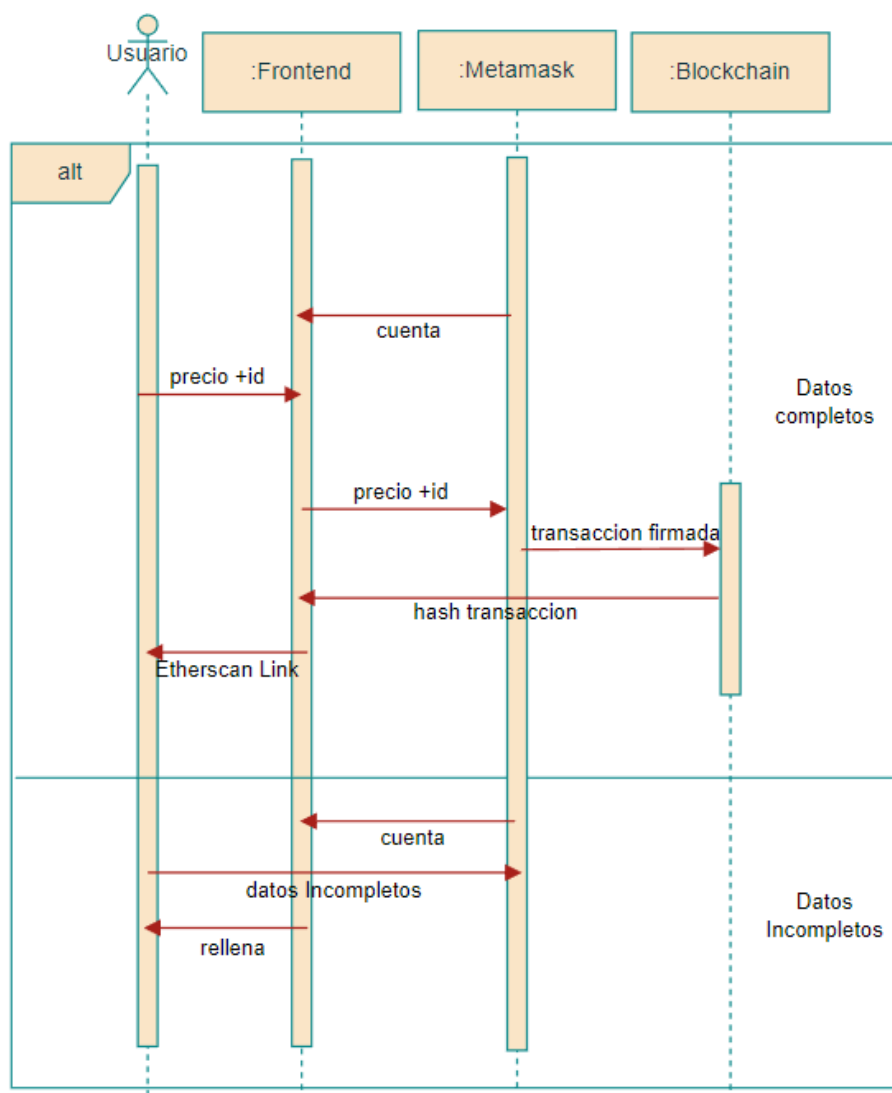 Usuario
:Frontend
:Metamask
:Blockchain
alt
cuenta
precio +id
Datos
completos
precio +id
transaccion firmada
hash transaccion
Etherscan Link
cuenta
datos Incompletos
Datos
Incompletos
rellena